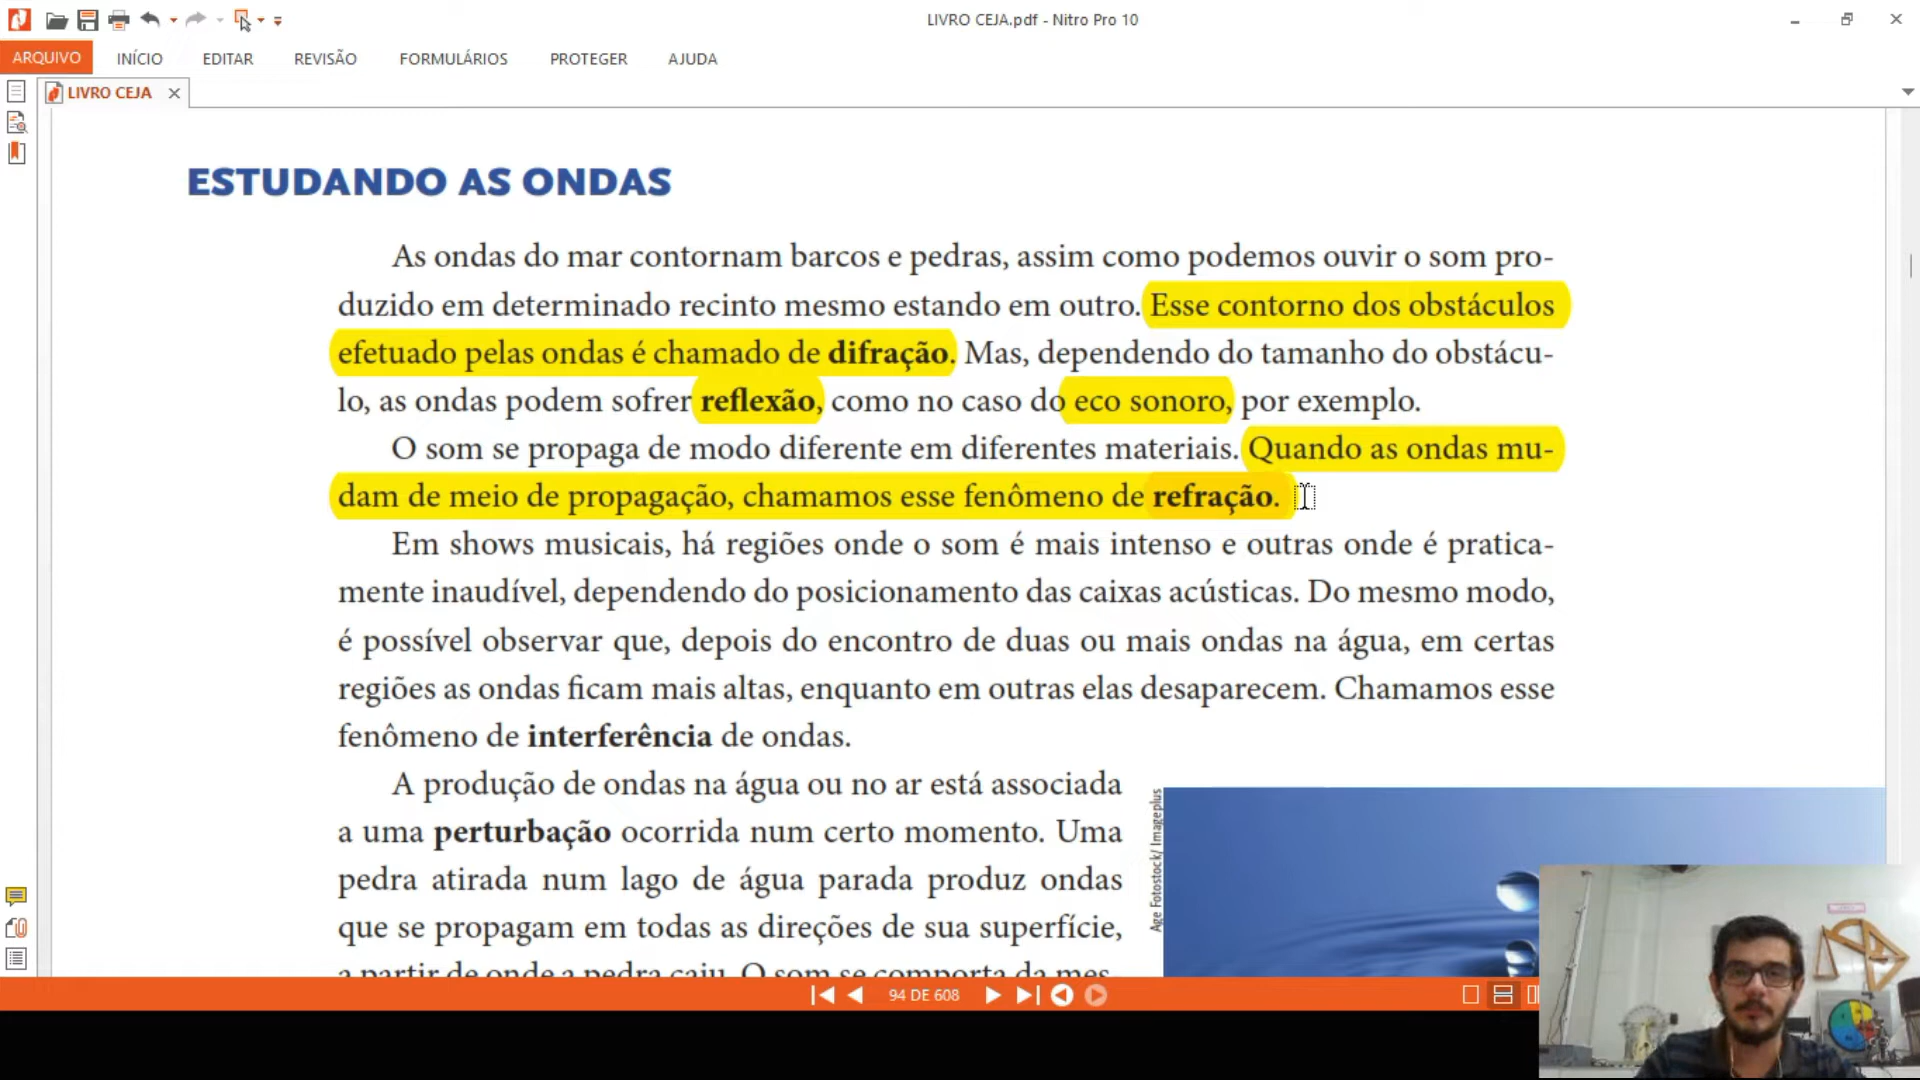 LIVRO CEJA.pdf - Nitro Pro 10
ARQUIVO INÍCIO EDITAR REVISÃO FORMULÁRIOS PROTEGER AJUDA
LIVRO CEJA
ESTUDANDO AS ONDAS
As ondas do mar contornam barcos e pedras, assim como podemos ouvir o som pro-
duzido em determinado recinto mesmo estando em outro. Esse contorno dos obstáculos
efetuado pelas ondas é chamado de difração. Mas, dependendo do tamanho do obstácu-
lo, as ondas podem sofrer reflexão, como no caso do eco sonoro, por exemplo.
O som se propaga de modo diferente em diferentes materiais. Quando as ondas mu-
dam de meio de propagação, chamamos esse fenômeno de refração.
Em shows musicais, há regiões onde o som é mais intenso e outras onde é pratica-
mente inaudível, dependendo do posicionamento das caixas acústicas. Do mesmo modo,
é possível observar que, depois do encontro de duas ou mais ondas na água, em certas
regiões as ondas ficam mais altas, enquanto em outras elas desaparecem. Chamamos esse
fenômeno de interferência de ondas.
A produção de ondas na água ou no ar está associada
a uma perturbação ocorrida num certo momento. Uma
pedra atirada num lago de água parada produz ondas
que se propagam em todas as direções de sua superfície,
a partir de onde a pedra caiu. O som se comporta da mes-
Age Fotostock/ Imageplus
94 DE 608